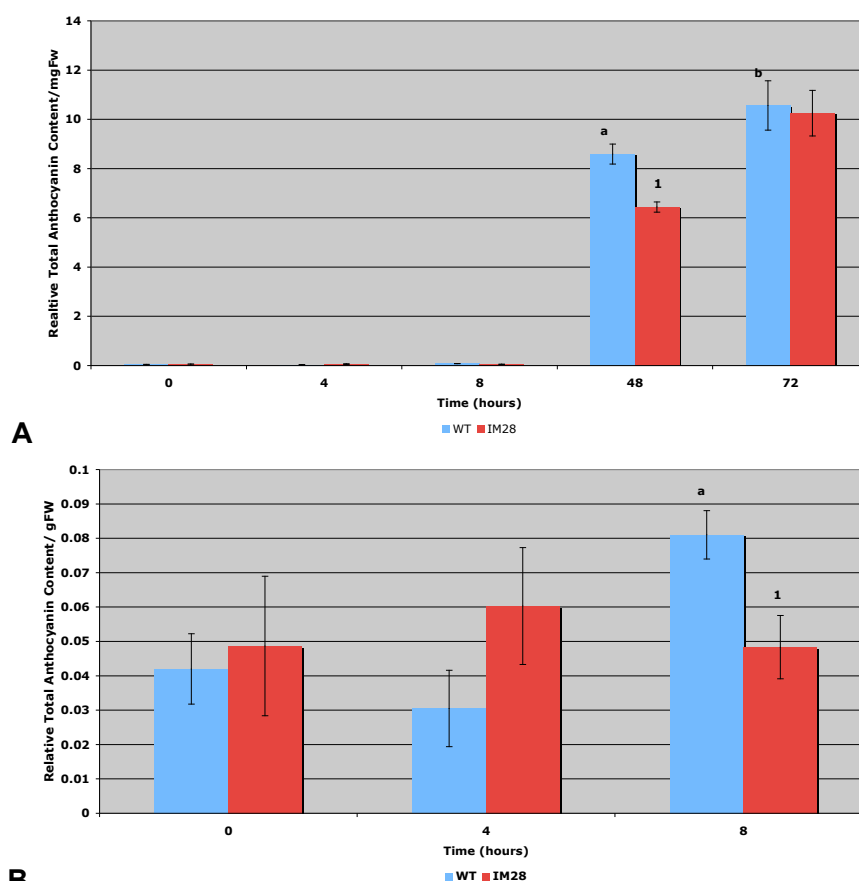 14
12
10
8
6
4
2
0
Realtive Total Anthocyanin Content/mgFw
a
1
b
0 4 8 48 72
Time (hours)
WT IM28
A
0.1
0.09
0.08
0.07
0.06
0.05
0.04
0.03
0.02
0.01
0
Relative Total Anthocyanin Content/ gFW
a
1
0 4 8
Time (hours)
WT IM28
B